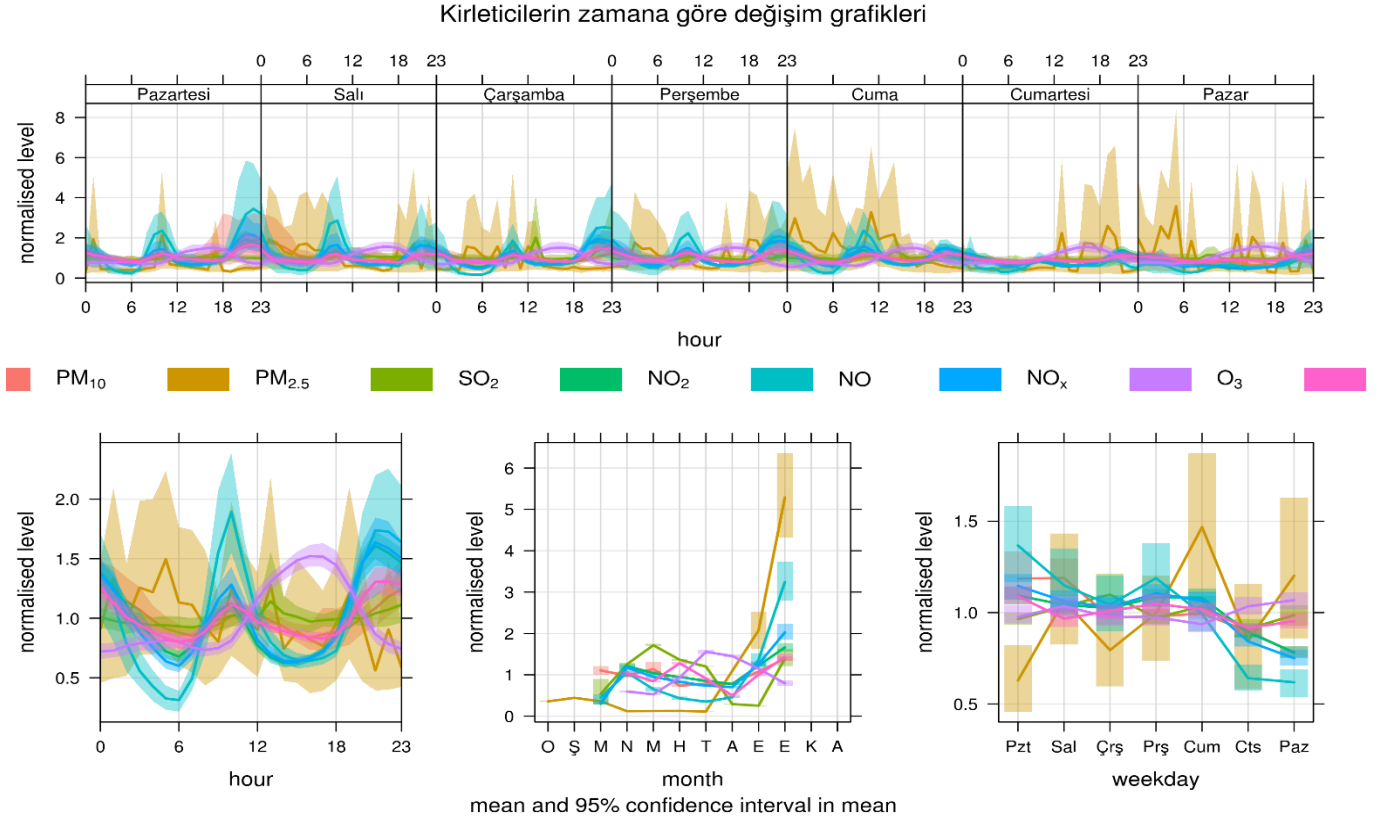 Kirleticilerin zamana göre değişim grafikleri
0 6 12 18 23 0 6 12 18 23
Pazartesi Salı Çarşamba Perşembe Cuma Cumartesi Pazar
normalised level
8
6
4
2
0
0 6 12 18 23 0 6 12 18 23 0 6 12 18 23 0 6 12 18 23
hour
PM10 PM2.5 SO2 NO2 NO NOx O3
normalised level
2.0
1.5
1.0
0.5
0 6 12 18 23
hour
normalised level
6
5
4
3
2
1
0
O Ş M N M H T A E E K A
month
normalised level
1.5
1.0
0.5
Pzt Sal Çrş Prş Cum Cts Paz
weekday
mean and 95% confidence interval in mean